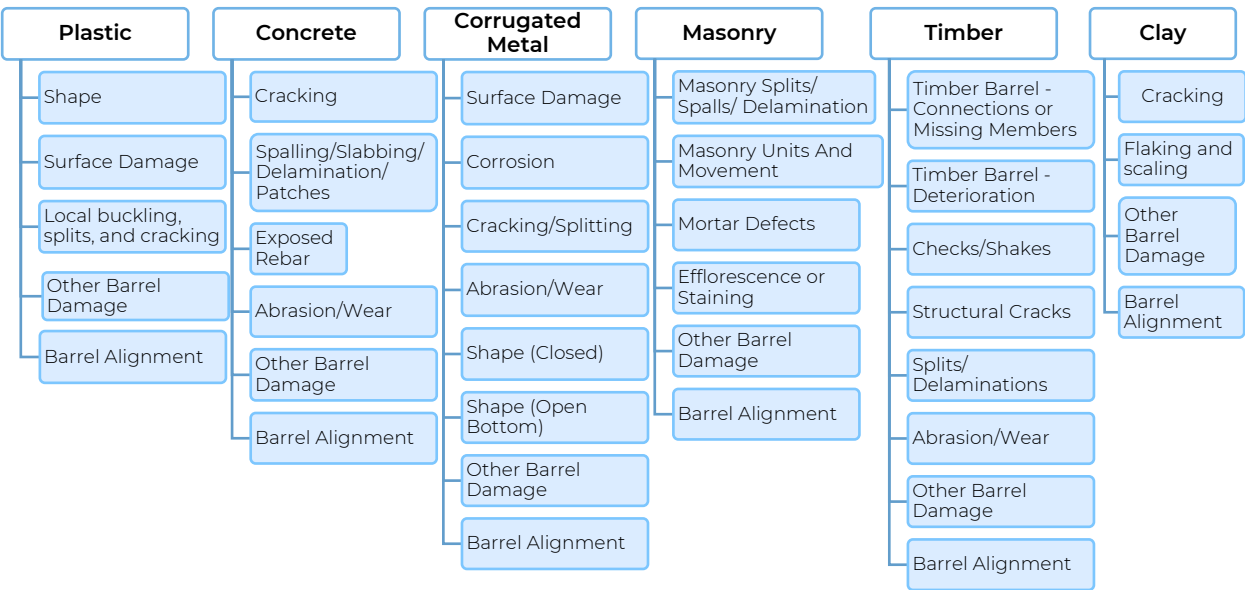 Plastic
Shape
Surface Damage
Local buckling,
splits, and cracking
Other Barrel
Damage
Barrel Alignment
Concrete
Cracking
Spalling/Slabbing/
Delamination/
Patches
Exposed
Rebar
Abrasion/Wear
Other Barrel
Damage
Barrel Alignment
Corrugated
Metal
Surface Damage
Corrosion
Cracking/Splitting
Abrasion/Wear
Shape (Closed)
Shape (Open
Bottom)
Other Barrel
Damage
Barrel Alignment
Masonry
Masonry Splits/
Spalls/ Delamination
Masonry Units And
Movement
Mortar Defects
Efflorescence or
Staining
Other Barrel
Damage
Barrel Alignment
Timber
Timber Barrel -
Connections or
Missing Members
Timber Barrel -
Deterioration
Checks/Shakes
Structural Cracks
Splits/
Delaminations
Abrasion/Wear
Other Barrel
Damage
Barrel Alignment
Clay
Cracking
Flaking and
scaling
Other
Barrel
Damage
Barrel
Alignment